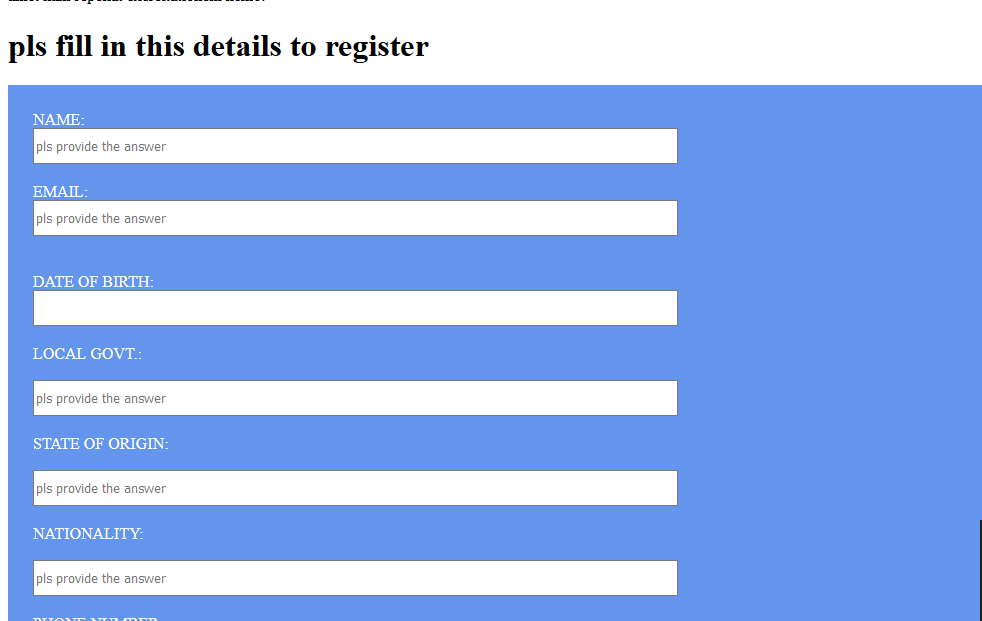 pls fill in this details to register
NAME:
pls provide the answer
EMAIL:
pls provide the answer
DATE OF BIRTH:
LOCAL GOVT.:
pls provide the answer
STATE OF ORIGIN:
pls provide the answer
NATIONALITY:
pls provide the answer
PHONE NUMBER